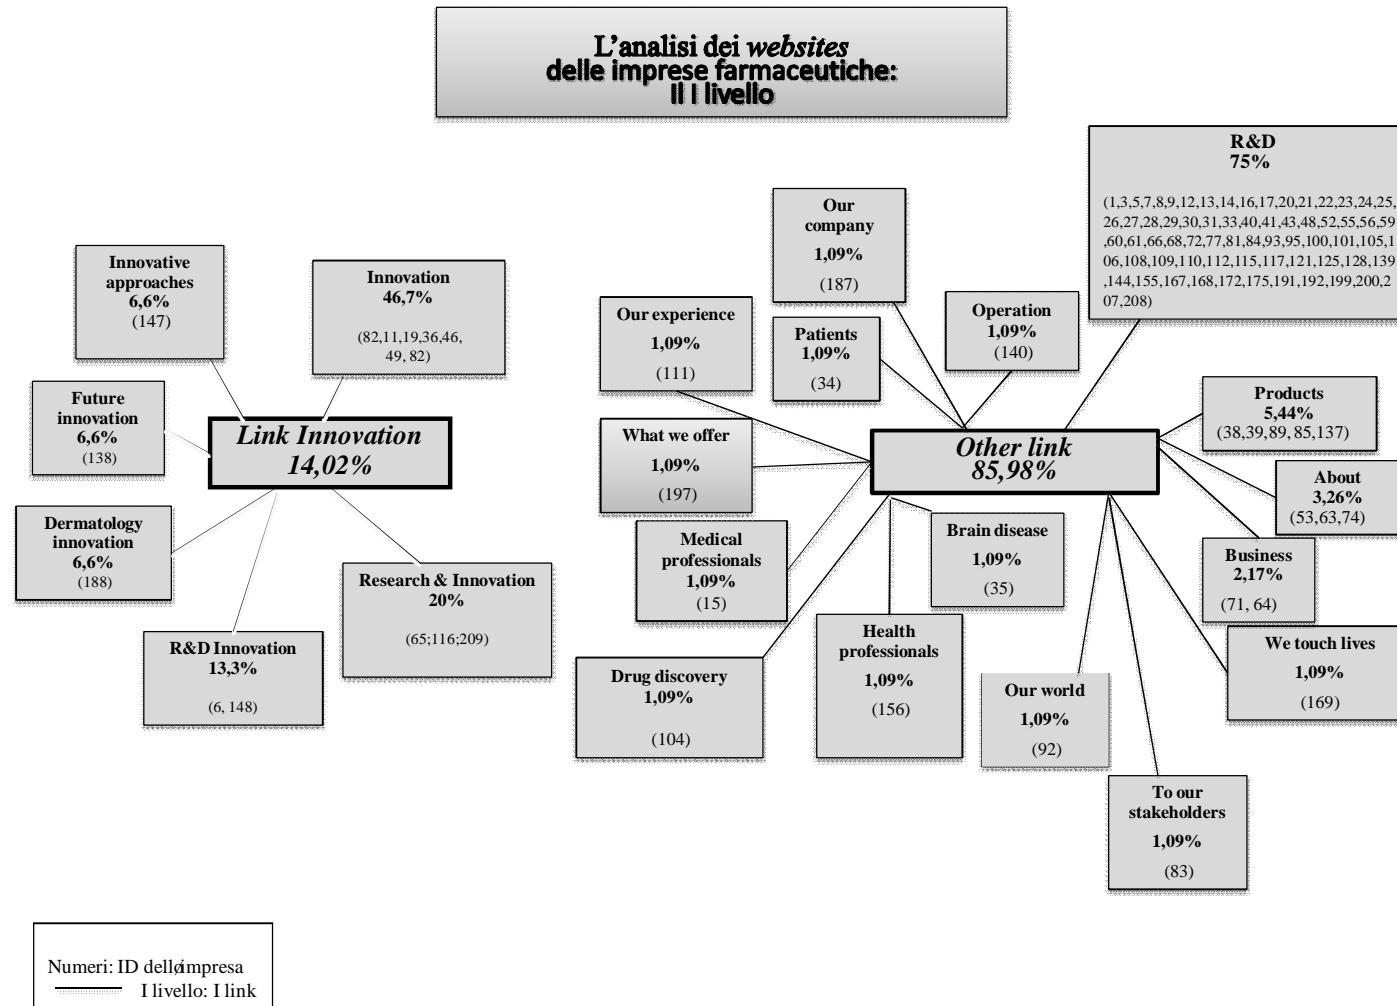 L'analisi dei websites
delle imprese farmaceutiche:
Il I livello
R&D
75%
(1,3,5,7,8,9,12,13,14,16,17,20,21,22,23,24,25,
26,27,28,29,30,31,33,40,41,43,48,52,55,56,59
,60,61,66,68,72,77,81,84,93,95,100,101,105,1
06,108,109,110,112,115,117,121,125,128,139
,144,155,167,168,172,175,191,192,199,200,2
07,208)
Innovative
approaches
6,6%
(147)
Innovation
46,7%
(82,11,19,36,46,
49, 82)
Future
innovation
6,6%
(138)
Link Innovation
14,02%
Dermatology
innovation
6,6%
(188)
R&D Innovation
13,3%
(6, 148)
Research & Innovation
20%
(65;116;209)
Our
company
1,09%
(187)
Our experience
1,09%
(111)
Patients
1,09%
(34)
Operation
1,09%
(140)
What we offer
1,09%
(197)
Other link
85,98%
Products
5,44%
(38,39,89, 85,137)
About
3,26%
(53,63,74)
Medical
professionals
1,09%
(15)
Brain disease
1,09%
(35)
Business
2,17%
(71, 64)
Drug discovery
1,09%
(104)
Health
professionals
1,09%
(156)
Our world
1,09%
(92)
We touch lives
1,09%
(169)
To our
stakeholders
1,09%
(83)
Numeri: ID delløimpresa
I livello: I link